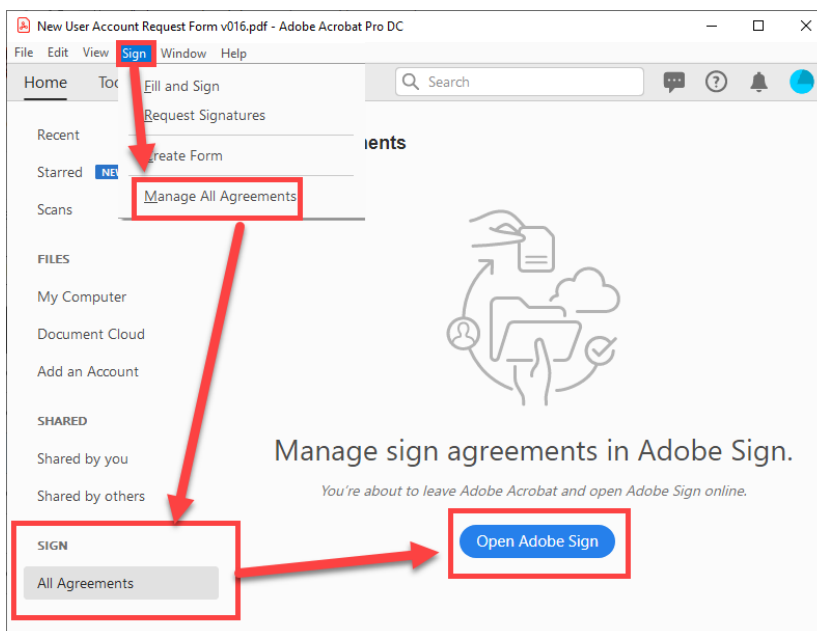 New User Account Request Form v016.pdf - Adobe Acrobat Pro DC
File Edit View Sign Window Help
Home
Search
Fill and Sign
Request Signatures
Create Form
Manage All Agreements
Recent
Starred
Scans
FILES
My Computer
Document Cloud
Add an Account
SHARED
Shared by you
Shared by others
SIGN
All Agreements
Manage sign agreements in Adobe Sign.
You're about to leave Adobe Acrobat and open Adobe Sign online.
Open Adobe Sign